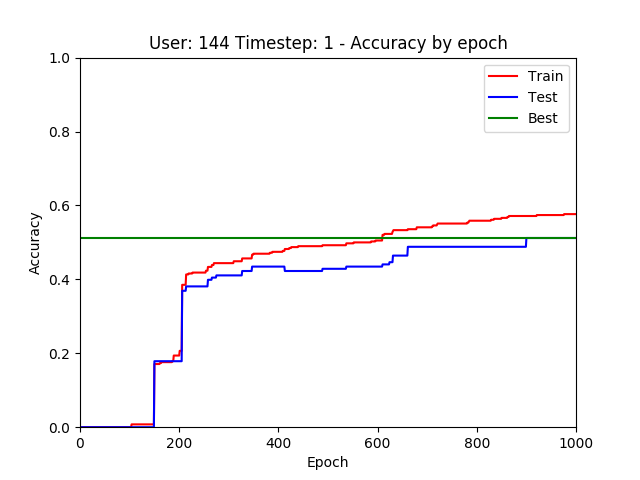 User: 144 Timestep: 1 - Accuracy by epoch
1.0
0.8
0.6
0.4
0.2
0.0
Accuracy
Train
Test
Best
0 200 400 600 800 1000
Epoch